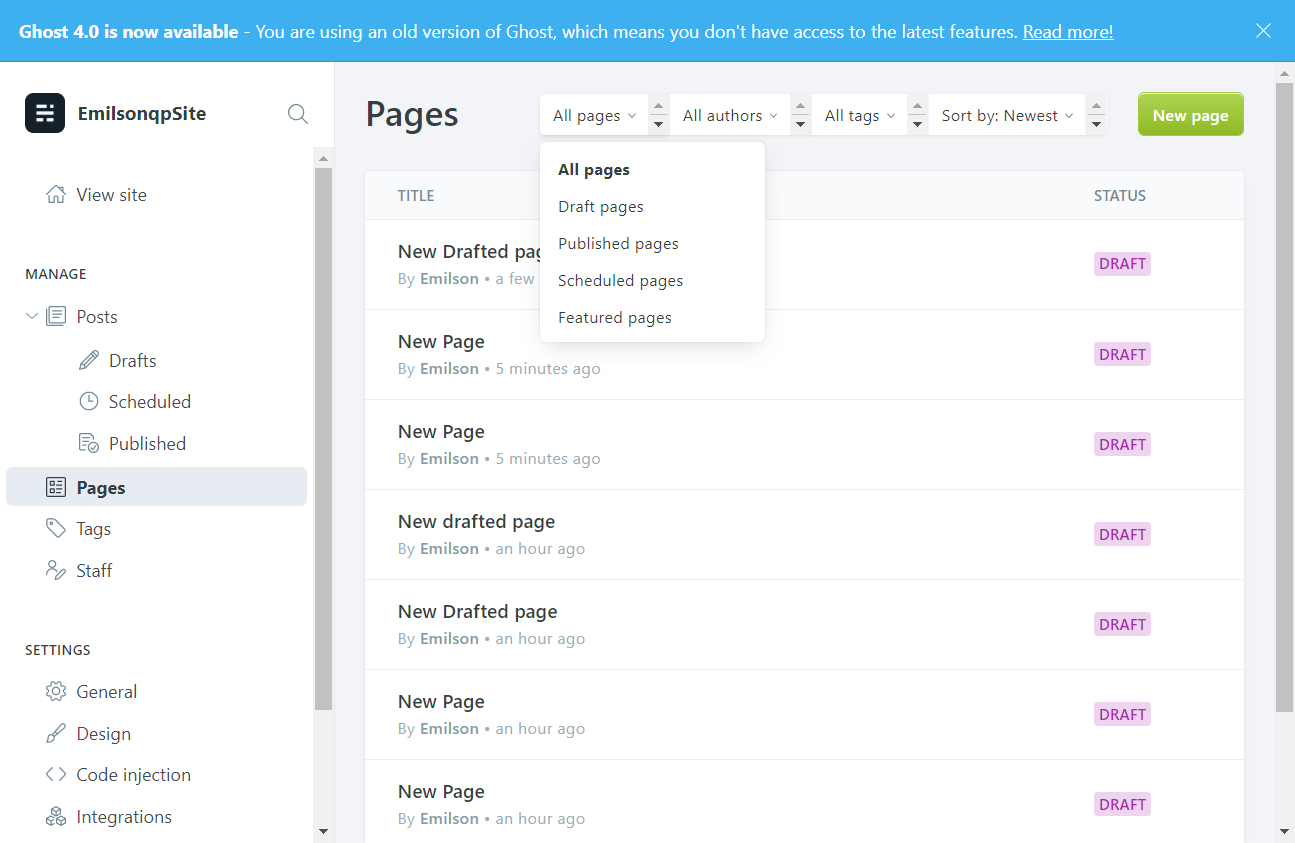 Ghost 4.0 is now available - You are using an old version of Ghost, which means you don't have access to the latest features. Read more!
EmilsonqpSite
View site
MANAGE
Posts
Drafts
Scheduled
Published
Pages
Tags
Staff
SETTINGS
General
Design
Code injection
Integrations
Pages
All pages
All authors
All tags
Sort by: Newest
New page
All pages
Draft pages
Published pages
Scheduled pages
Featured pages
TITLE
STATUS
New Drafted pag
By Emilson • a few
DRAFT
New Page
By Emilson • 5 minutes ago
DRAFT
New Page
By Emilson • 5 minutes ago
DRAFT
New drafted page
By Emilson • an hour ago
DRAFT
New Drafted page
By Emilson • an hour ago
DRAFT
New Page
By Emilson • an hour ago
DRAFT
New Page
By Emilson • an hour ago
DRAFT